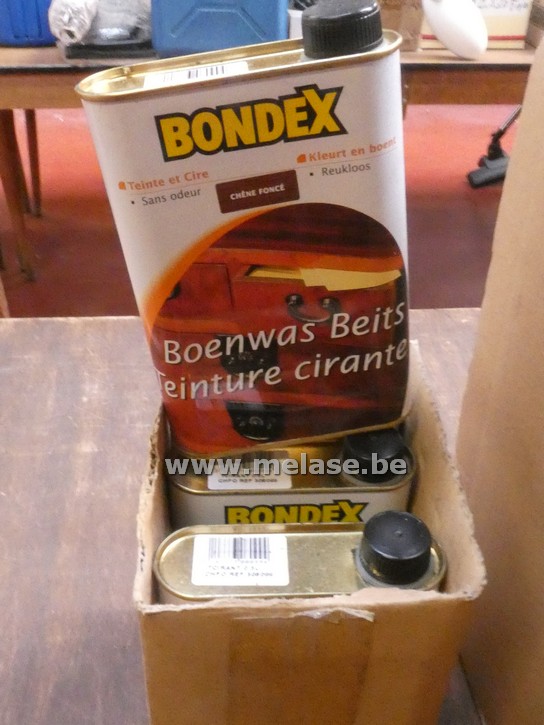 BONDEX
Teinte et Cire
• Sans odeur
Kleurt en boent
• Reukloos
CHÊNE FONCÉ
Boenwas Beits
Teinture cirante
www.melase.be
BONDEX